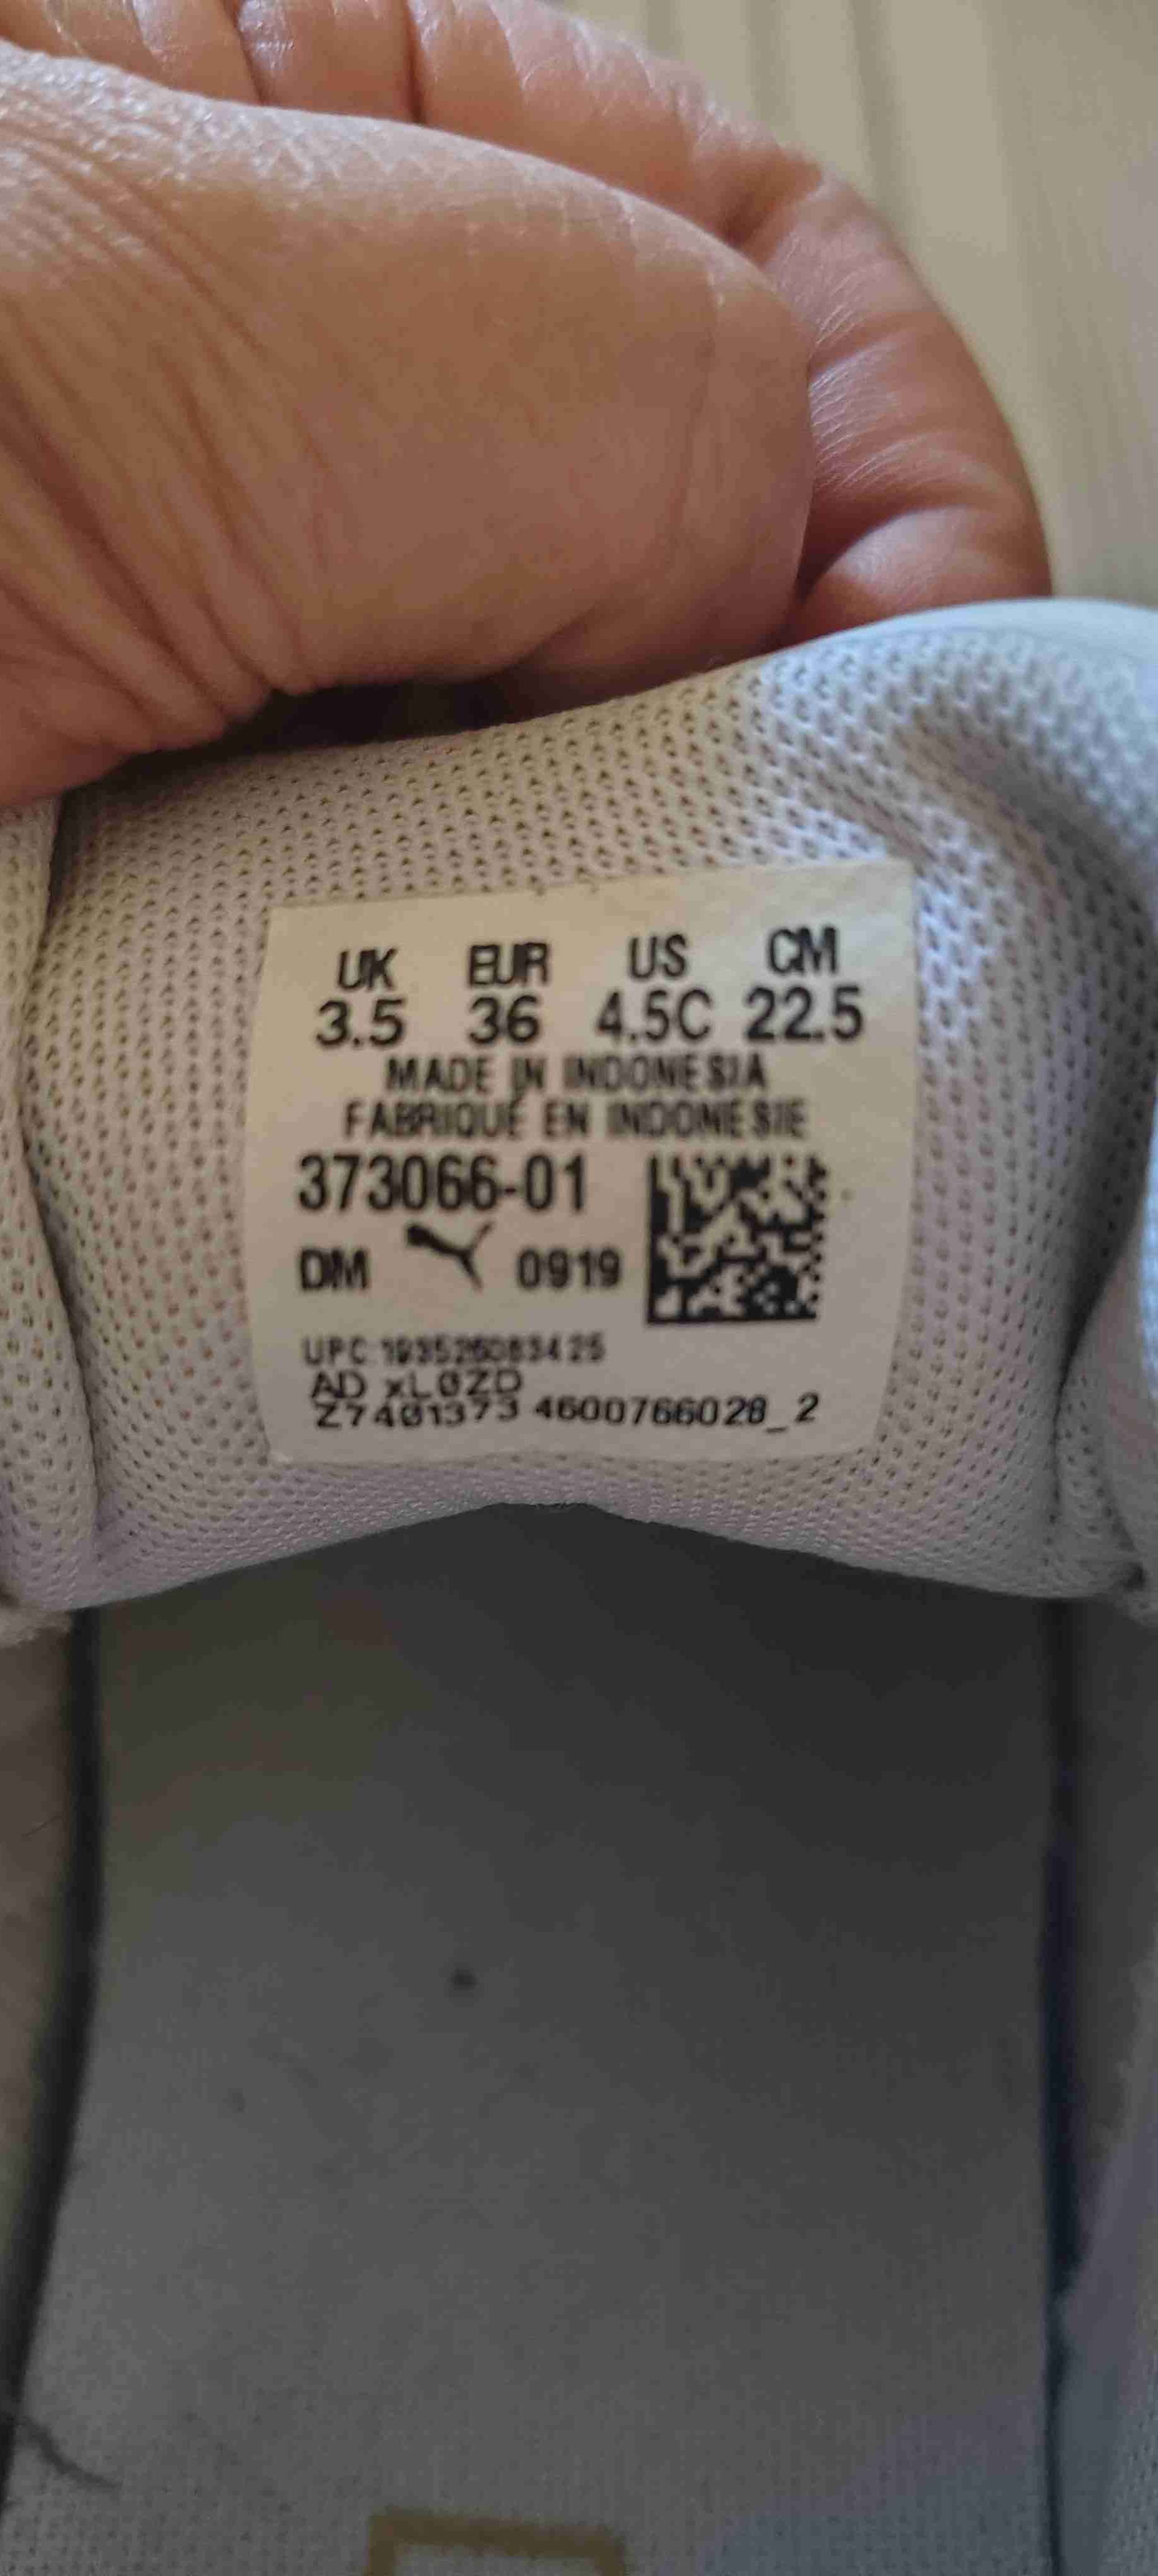 UK EUR US CM
3.5 36 4.5C 22.5
MADE IN INDONESIA
FABRIQUÉ EN INDONESIE
373066-01
DM 0919
UPC:193526083425
AD xL0ZD
Z7401373 4600766028_2